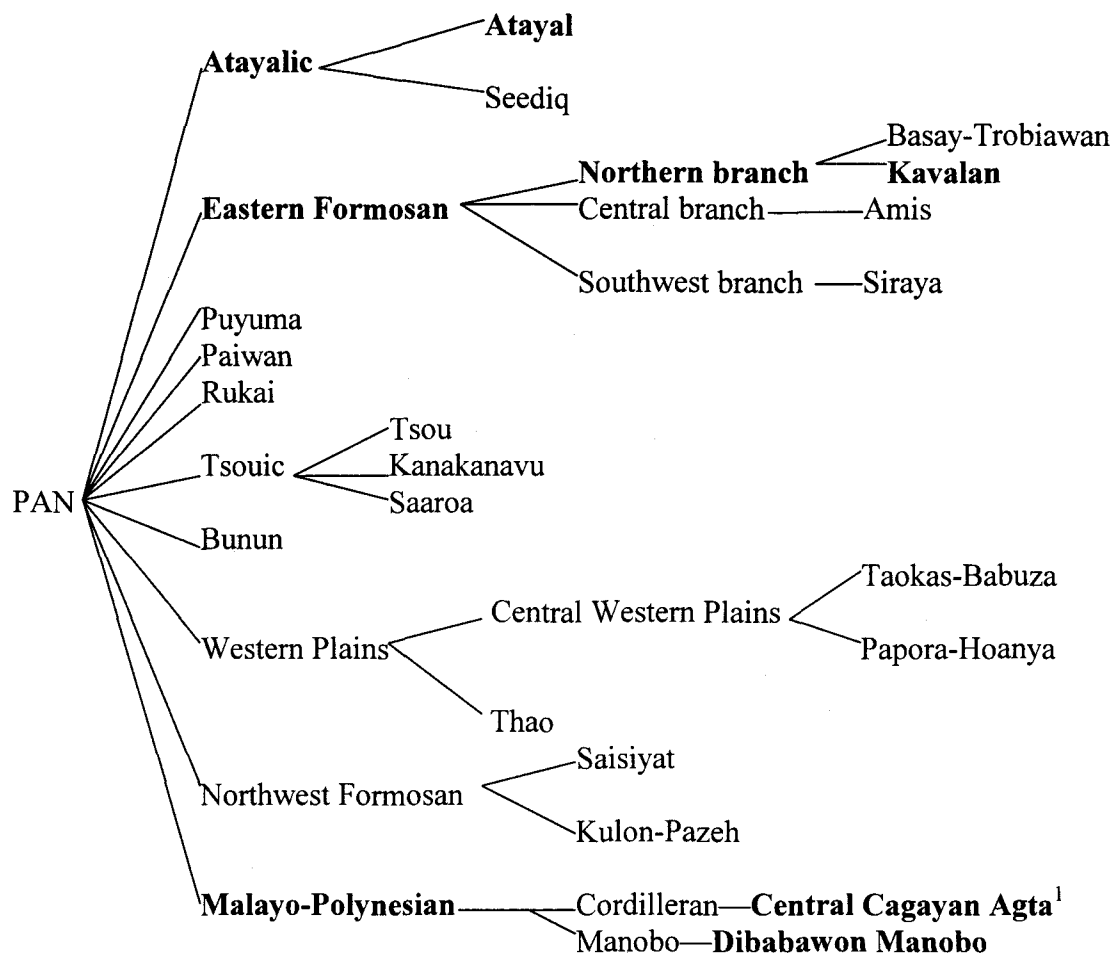 Atayal
Atayalic
Seediq
Basay-Trobiawan
Northern branch
Kavalan
Eastern Formosan
Central branch
Amis
Southwest branch
Siraya
Puyuma
Paiwan
Rukai
Tsou
Tsouic
Kanakanavu
Saaroa
PAN
Bunun
Taokas-Babuza
Central Western Plains
Western Plains
Papora-Hoanya
Thao
Saisiyat
Northwest Formosan
Kulon-Pazeh
Malayo-Polynesian
Cordilleran
Central Cagayan Agta¹
Manobo
Dibabawon Manobo